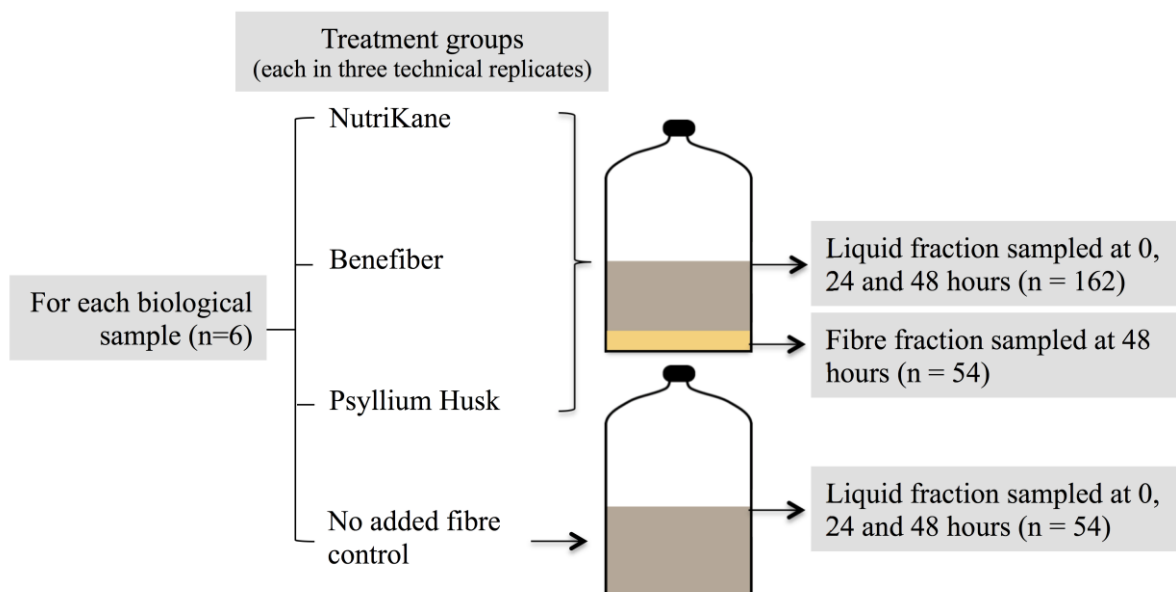 Treatment groups
(each in three technical replicates)
NutriKane
Benefiber
Psyllium Husk
No added fibre
control
For each biological
sample (n=6)
Liquid fraction sampled at 0,
24 and 48 hours (n = 162)
Fibre fraction sampled at 48
hours (n = 54)
Liquid fraction sampled at 0,
24 and 48 hours (n = 54)